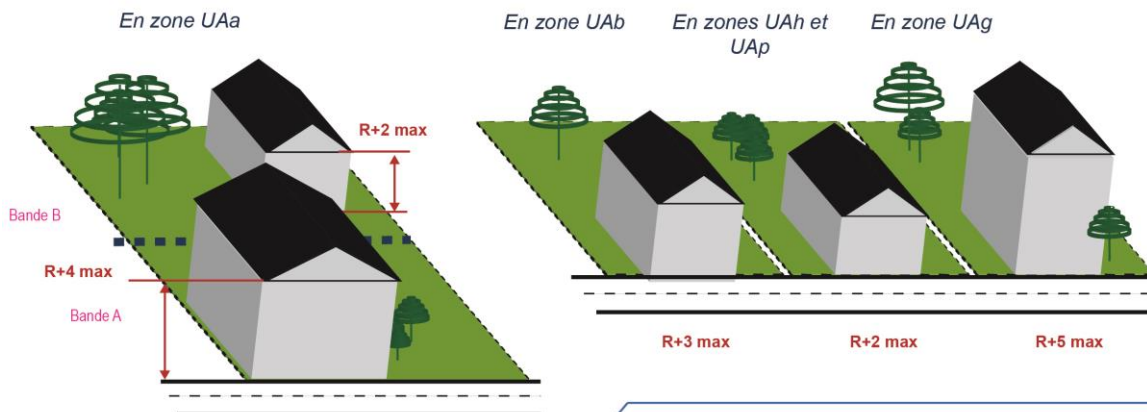 En zone UAa
En zone UAb
En zones UAh et
UAp
En zone UAg
R+2 max
Bande B
R+4 max
Bande A
R+3 max
R+2 max
R+5 max